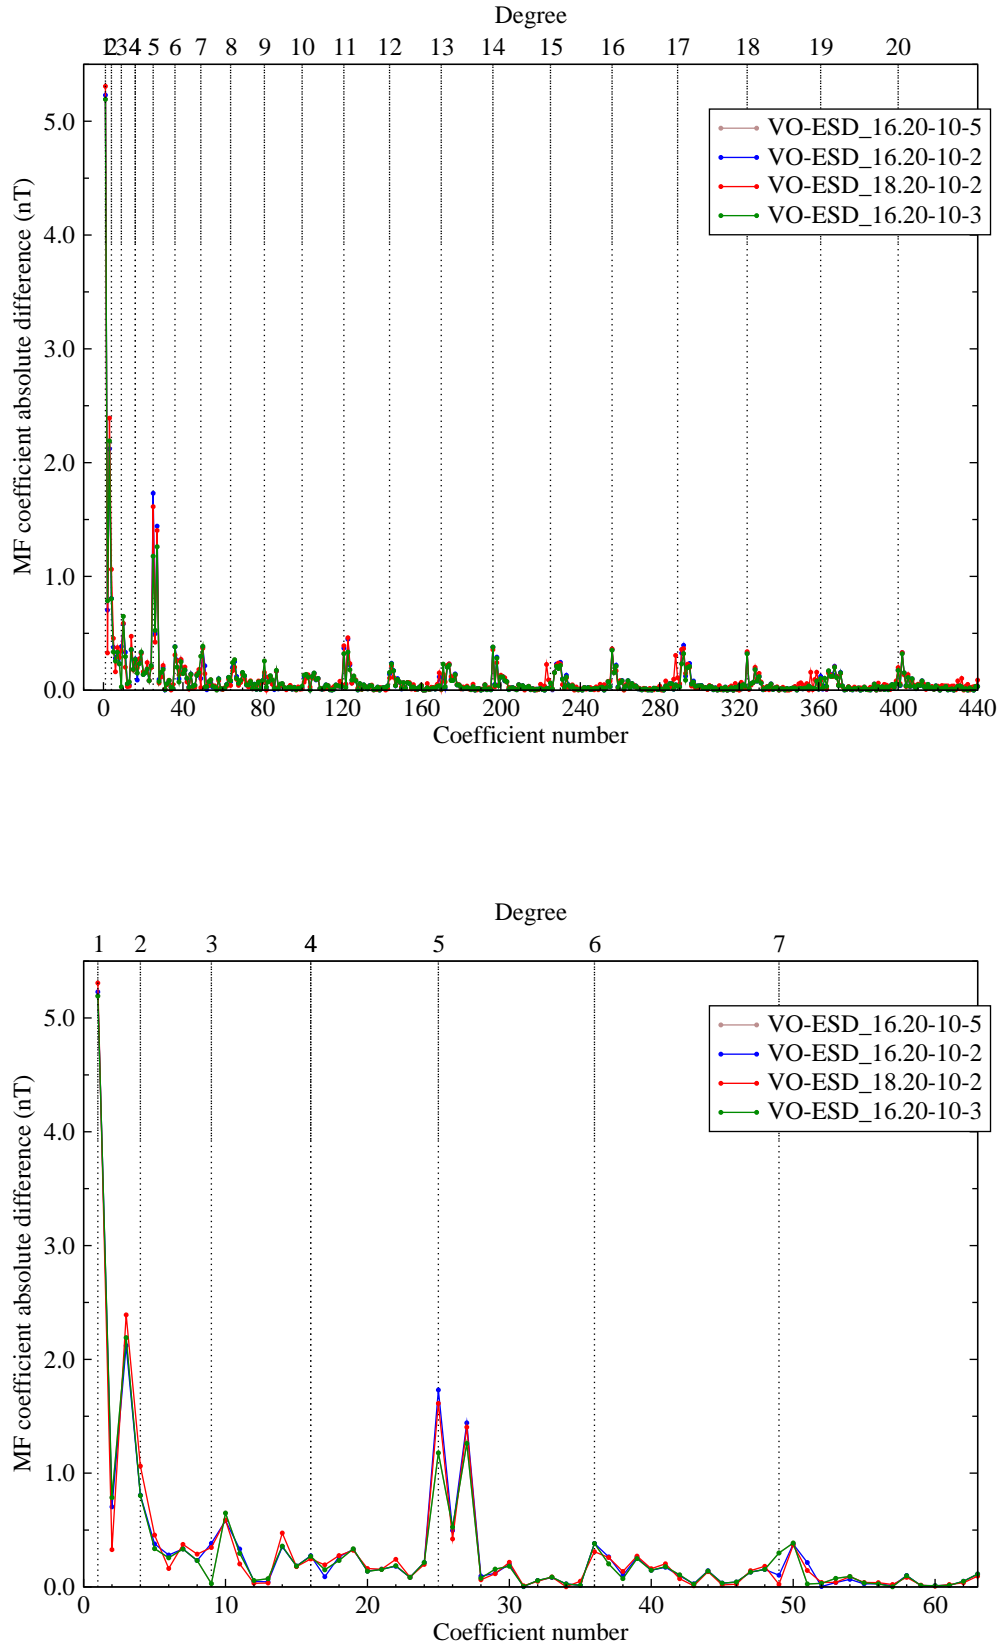 Degree
1 2 3 4 5 6 7 8 9 10 11 12 13 14 15 16 17 18 19 20
5.0
4.0
3.0
2.0
1.0
0.0
MF coefficient absolute difference (nT)
VO-ESD_16.20-10-5
VO-ESD_16.20-10-2
VO-ESD_18.20-10-2
VO-ESD_16.20-10-3
0 40 80 120 160 200 240 280 320 360 400 440
Coefficient number
Degree
1 2 3 4 5 6 7
5.0
4.0
3.0
2.0
1.0
0.0
MF coefficient absolute difference (nT)
VO-ESD_16.20-10-5
VO-ESD_16.20-10-2
VO-ESD_18.20-10-2
VO-ESD_16.20-10-3
0 10 20 30 40 50 60
Coefficient number